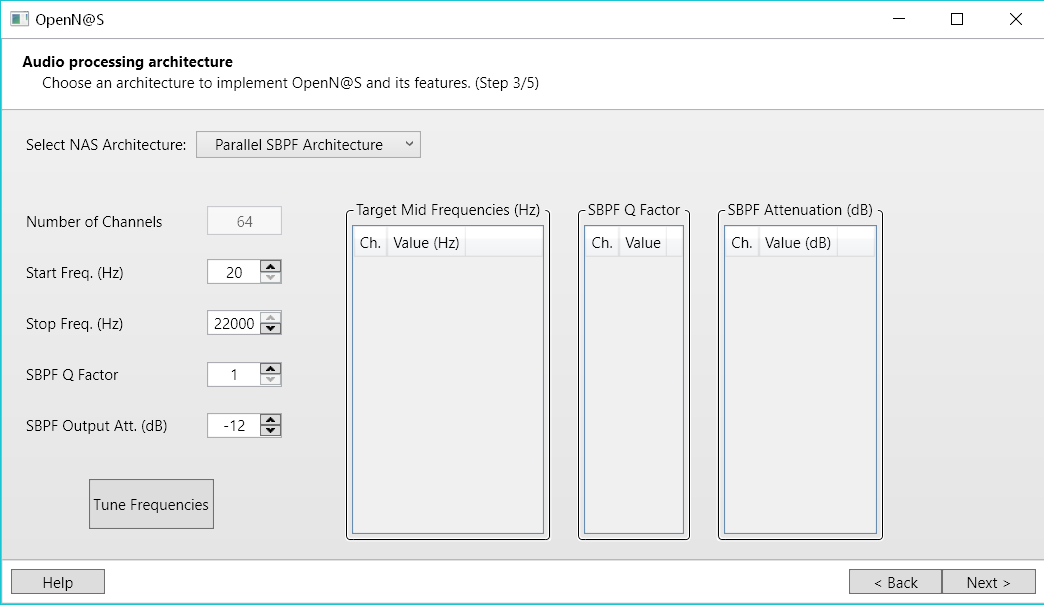 OpenN@S
Audio processing architecture
Choose an architecture to implement OpenN@S and its features. (Step 3/5)
Select NAS Architecture: Parallel SBPF Architecture
Number of Channels 64
Start Freq. (Hz) 20
Stop Freq. (Hz) 22000
SBPF Q Factor 1
SBPF Output Att. (dB) -12
Tune Frequencies
Target Mid Frequencies (Hz)
Ch. Value (Hz)
SBPF Q Factor
Ch. Value
SBPF Attenuation (dB)
Ch. Value (dB)
Help
< Back
Next >